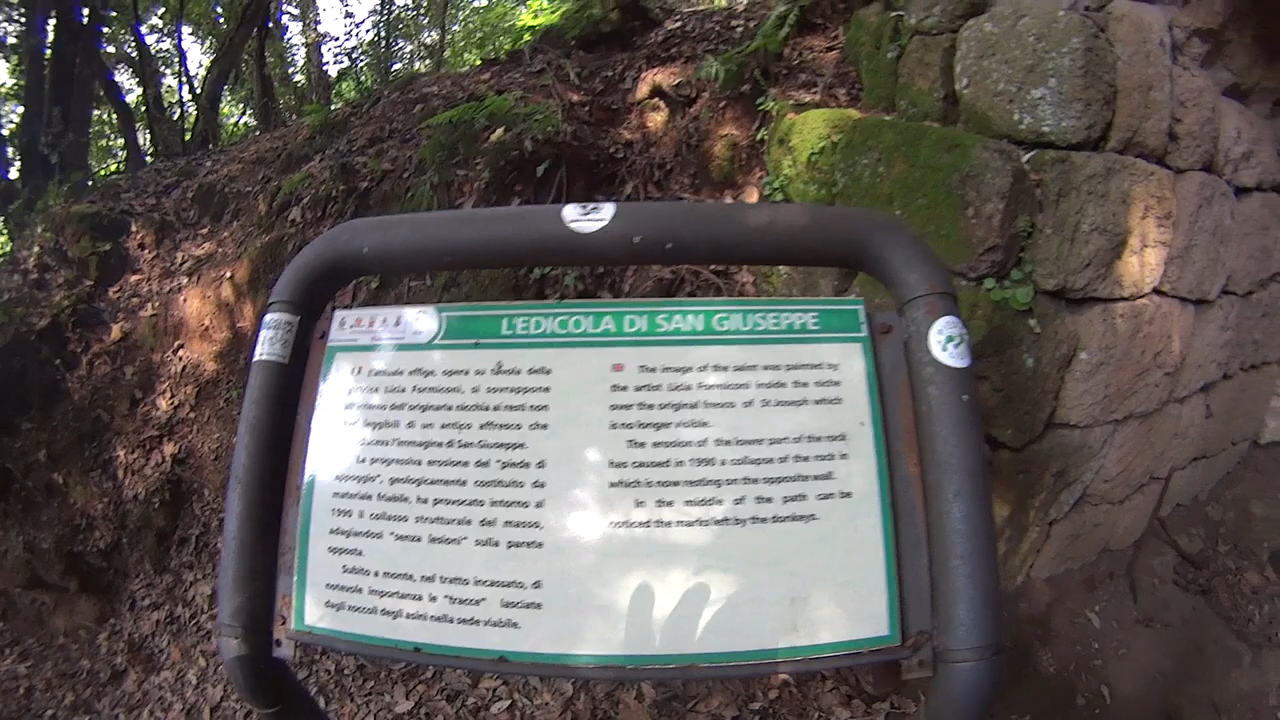 L'EDICOLA DI SAN GIUSEPPE
L'attuale effige, opera su tavola della
Licia Formiconi, si sovrappone
all'interno dell'originaria nicchia ai resti non
leggibili di un antico affresco che
l'immagine di San Giuseppe.
La progressiva erosione del "piede di
appoggio", geologicamente costituito da
materiale friabile, ha provocato intorno al
1990 il collasso strutturale del masso,
adagiandosi "senza lesioni" sulla parete
opposta.
Subito a monte, nel tratto incassato, di
notevole importanza le "tracce" lasciate
dagli zoccoli degli asini nella sede viabile.
The image of the saint was painted by
the artist Licia Formiconi inside the niche
over the original fresco of St Joseph which
is no longer visible.
The erosion of the lower part of the rock
has caused in 1990 a collapse of the rock in
which is now resting on the opposite wall.
In the middle of the path can be
noticed the marks left by the donkeys.